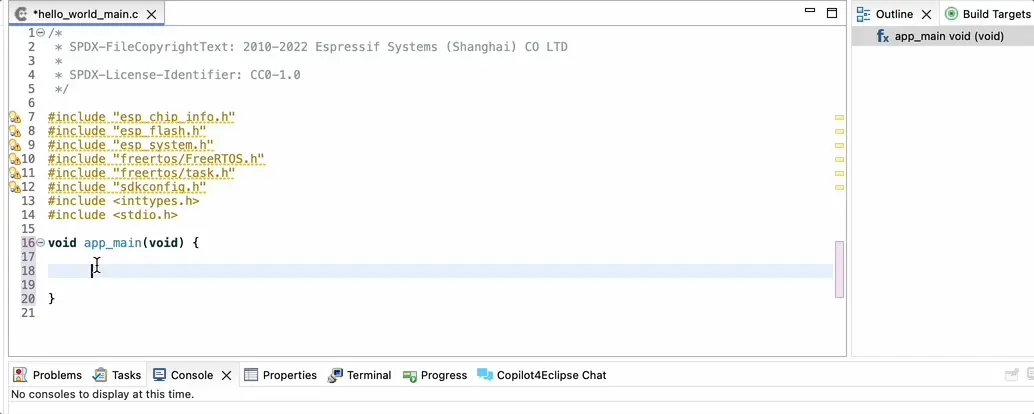 *hello_world_main.c
Outline
Build Targets
app_main void (void)
1 /*
2 * SPDX-FileCopyrightText: 2010-2022 Espressif Systems (Shanghai) CO LTD
3 *
4 * SPDX-License-Identifier: CC0-1.0
5 */
6
7 #include "esp_chip_info.h"
8 #include "esp_flash.h"
9 #include "esp_system.h"
10 #include "freertos/FreeRTOS.h"
11 #include "freertos/task.h"
12 #include "sdkconfig.h"
13 #include <inttypes.h>
14 #include <stdio.h>
15
16 void app_main(void) {
17
18
19
20 }
21
Problems Tasks Console Properties Terminal Progress Copilot4Eclipse Chat
No consoles to display at this time.